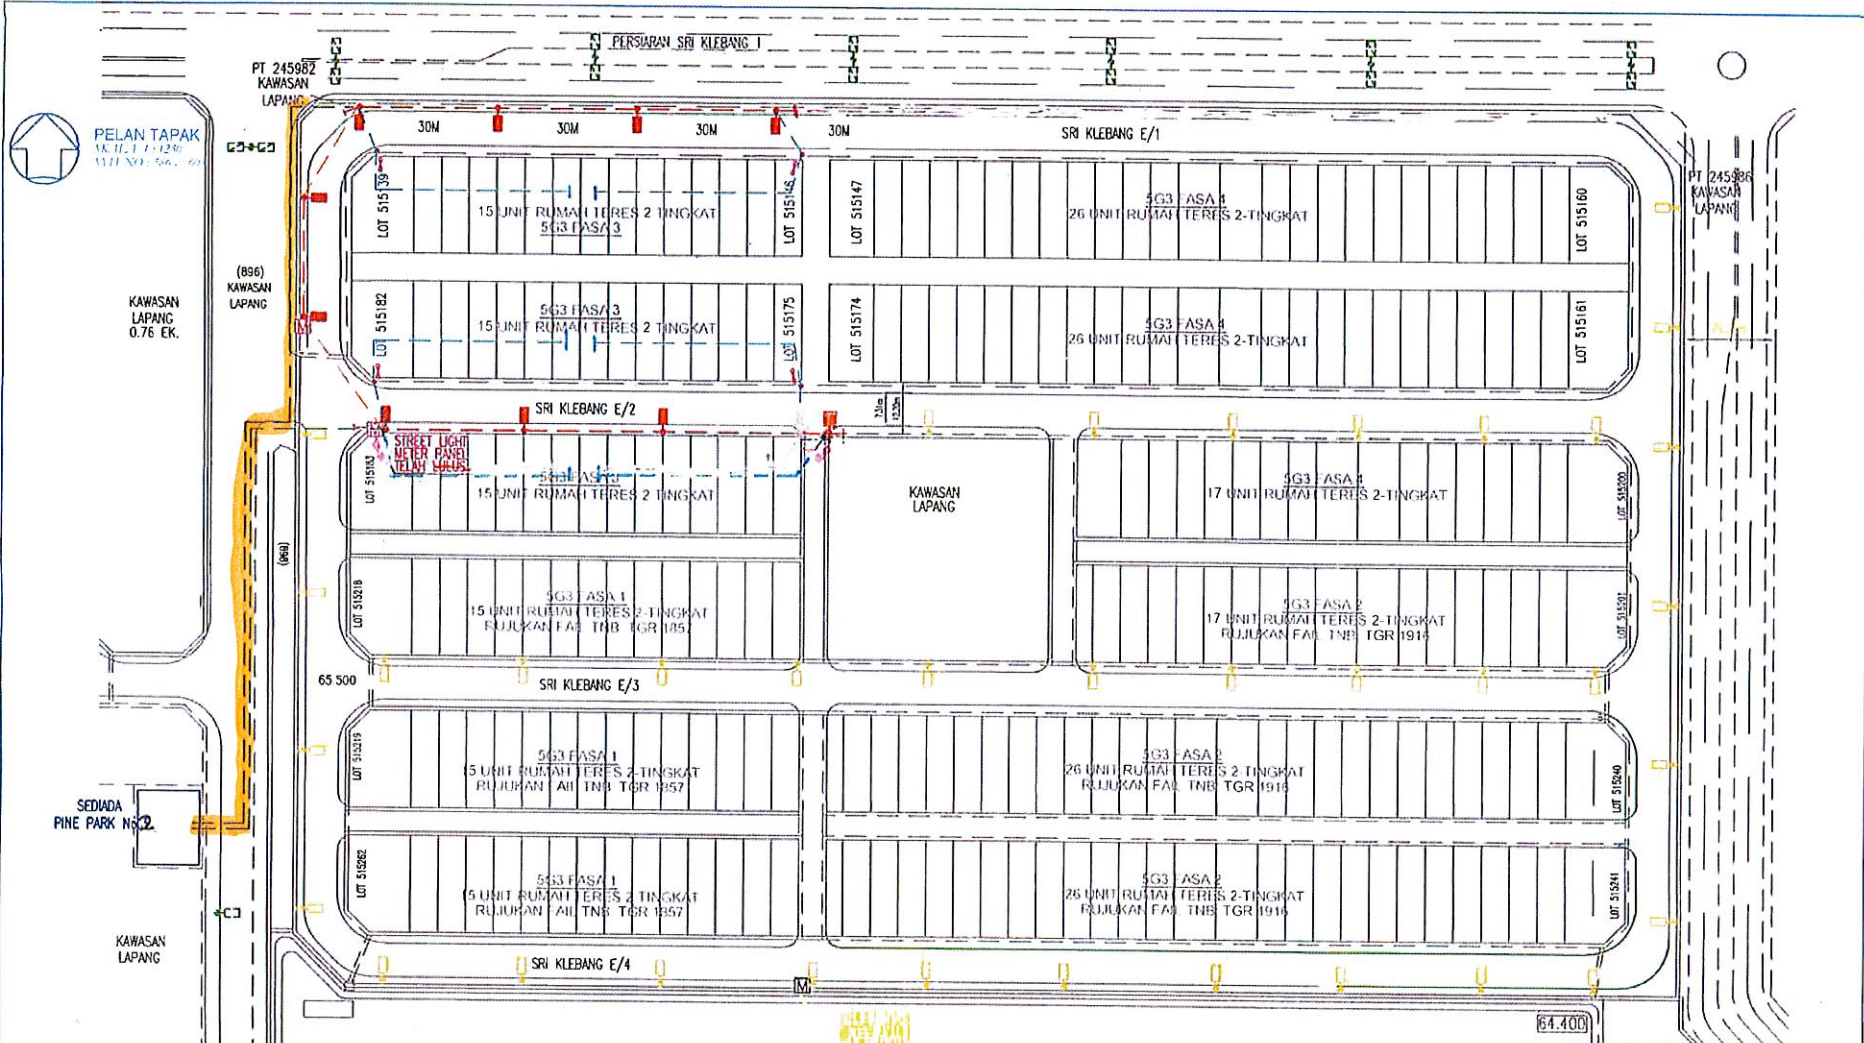 PERSIARAN SRI KLEBANG 1
PT 245982
KAWASAN
LAPANG
PELAN TAPAK
30M
30M
30M
30M
SRI KLEBANG E/1
PT 245986
KAWASAN
LAPANG
LOT 515139
15 UNIT RUMAH TERES 2 TINGKAT
5G3 FASA 3
LOT 515146
LOT 515147
5G3 FASA 4
26 UNIT RUMAH TERES 2-TINGKAT
LOT 515160
(896)
KAWASAN
LAPANG
KAWASAN
LAPANG
0.76 EK.
LOT 515182
5G3 FASA 3
15 UNIT RUMAH TERES 2 TINGKAT
LOT 515175
LOT 515174
5G3 FASA 4
26 UNIT RUMAH TERES 2-TINGKAT
LOT 515161
M
SRI KLEBANG E/2
STREET LIGHT
METER PANEL
TELAH LULUS
LOT 515183
5G3 FASA 3
15 UNIT RUMAH TERES 2 TINGKAT
KAWASAN
LAPANG
5G3 FASA 4
17 UNIT RUMAH TERES 2-TINGKAT
LOT 515200
LOT 515218
5G3 FASA 1
15 UNIT RUMAH TERES 2-TINGKAT
RUJUKAN FAIL TNB TGR 1857
5G3 FASA 2
17 UNIT RUMAH TERES 2-TINGKAT
RUJUKAN FAIL TNB TGR 1916
LOT 515201
65 500
SRI KLEBANG E/3
LOT 515219
5G3 FASA 1
15 UNIT RUMAH TERES 2-TINGKAT
RUJUKAN FAIL TNB TGR 1857
5G3 FASA 2
26 UNIT RUMAH TERES 2-TINGKAT
RUJUKAN FAIL TNB TGR 1916
LOT 515240
SEDIADA
PINE PARK No.2
LOT 515262
5G3 FASA 1
15 UNIT RUMAH TERES 2 TINGKAT
RUJUKAN FAIL TNB TGR 1857
5G3 FASA 2
26 UNIT RUMAH TERES 2-TINGKAT
RUJUKAN FAIL TNB TGR 1916
LOT 515241
KAWASAN
LAPANG
SRI KLEBANG E/4
M
64.400